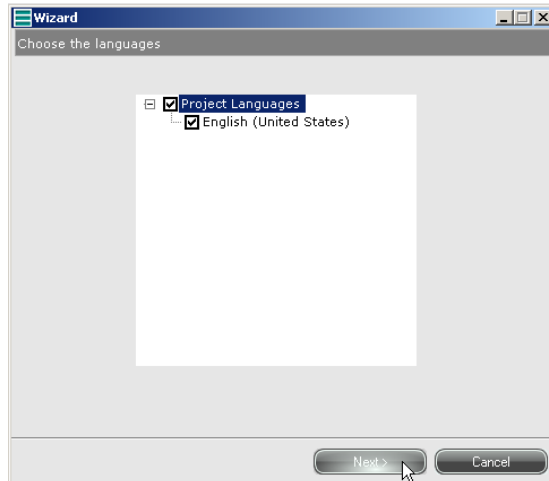 Wizard
Choose the languages
Project Languages
English (United States)
Next>
Cancel